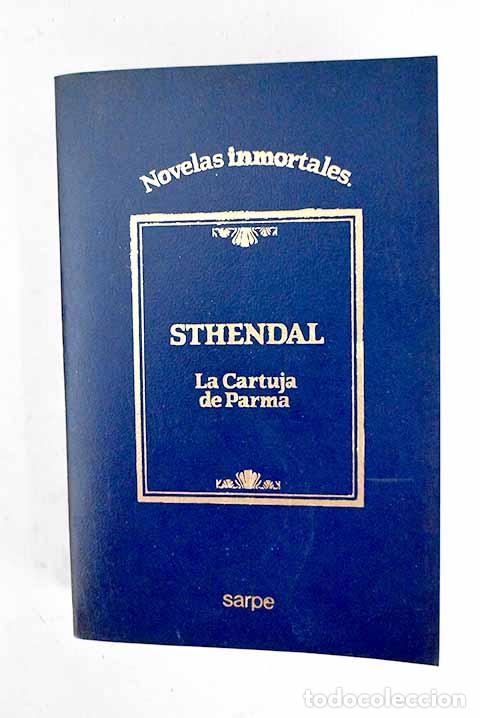 Novelas inmortales.
STHENDAL
La Cartuja
de Parma
sarpe
todocoleccion